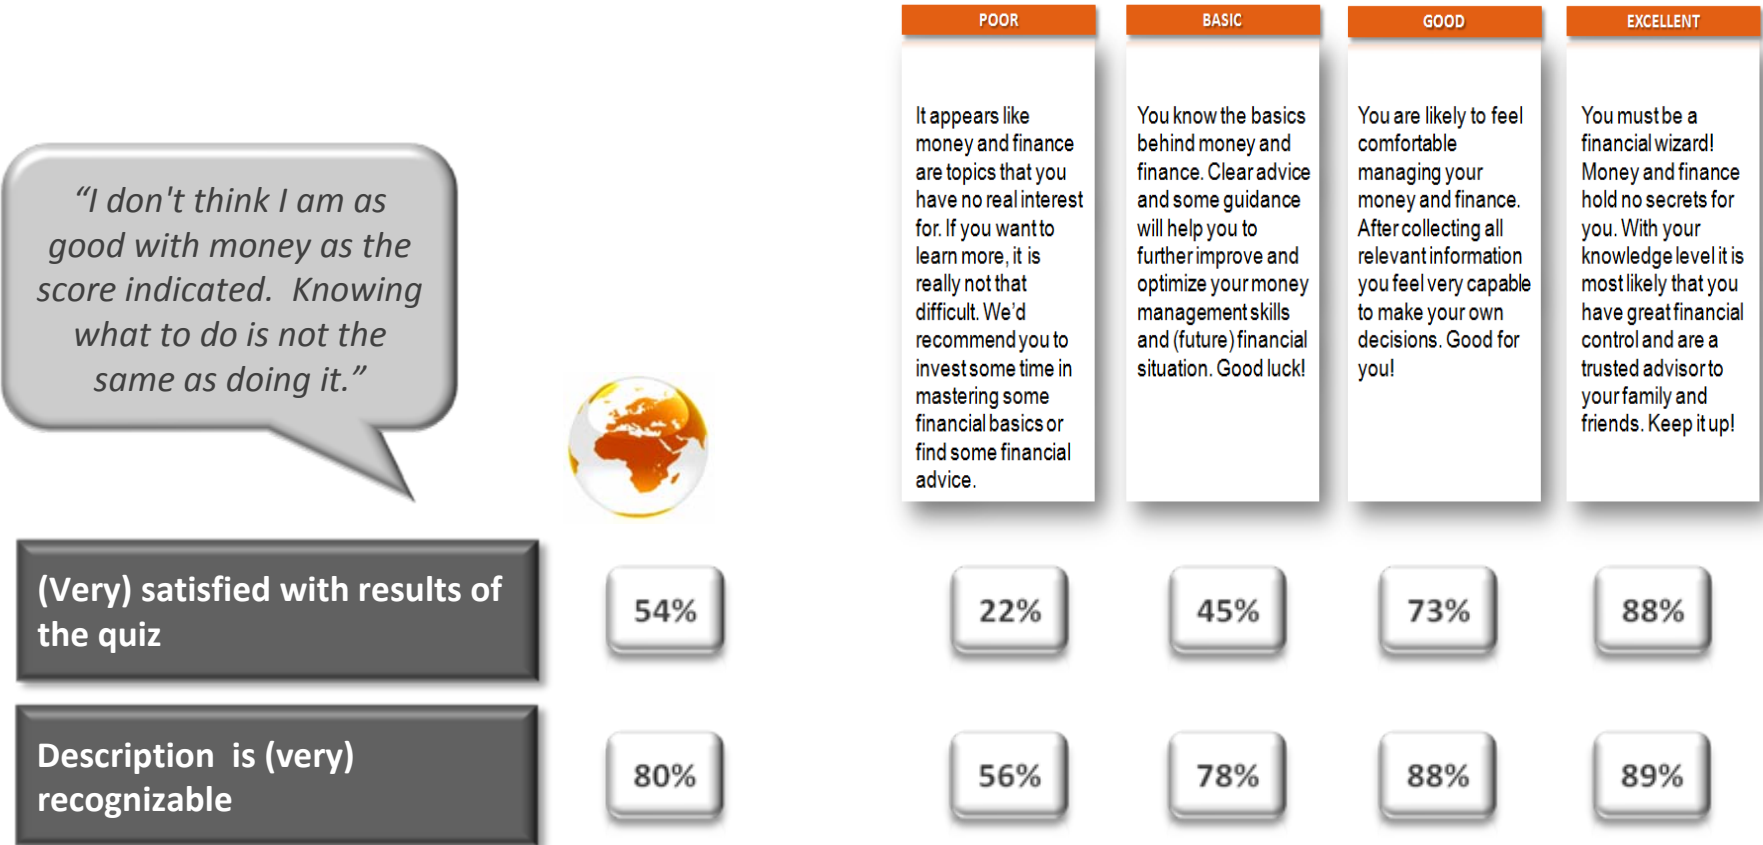 POOR
It appears like
money and finance
are topics that you
have no real interest
for. If you want to
learn more, it is
really not that
difficult. We'd
recommend you to
invest some time in
mastering some
financial basics or
find some financial
advice.
BASIC
You know the basics
behind money and
finance. Clear advice
and some guidance
will help you to
further improve and
optimize your money
management skills
and (future) financial
situation. Good luck!
GOOD
You are likely to feel
comfortable
managing your
money and finance.
After collecting all
relevant information
you feel very capable
to make your own
decisions. Good for
you!
EXCELLENT
You must be a
financial wizard!
Money and finance
hold no secrets for
you. With your
knowledge level it is
most likely that you
have great financial
control and are a
trusted advisor to
your family and
friends. Keep it up!
“I don't think I am as
good with money as the
score indicated.  Knowing
what to do is not the
same as doing it.”
(Very) satisfied with results of
the quiz
54%
22%
45%
73%
88%
Description  is (very)
recognizable
80%
56%
78%
88%
89%